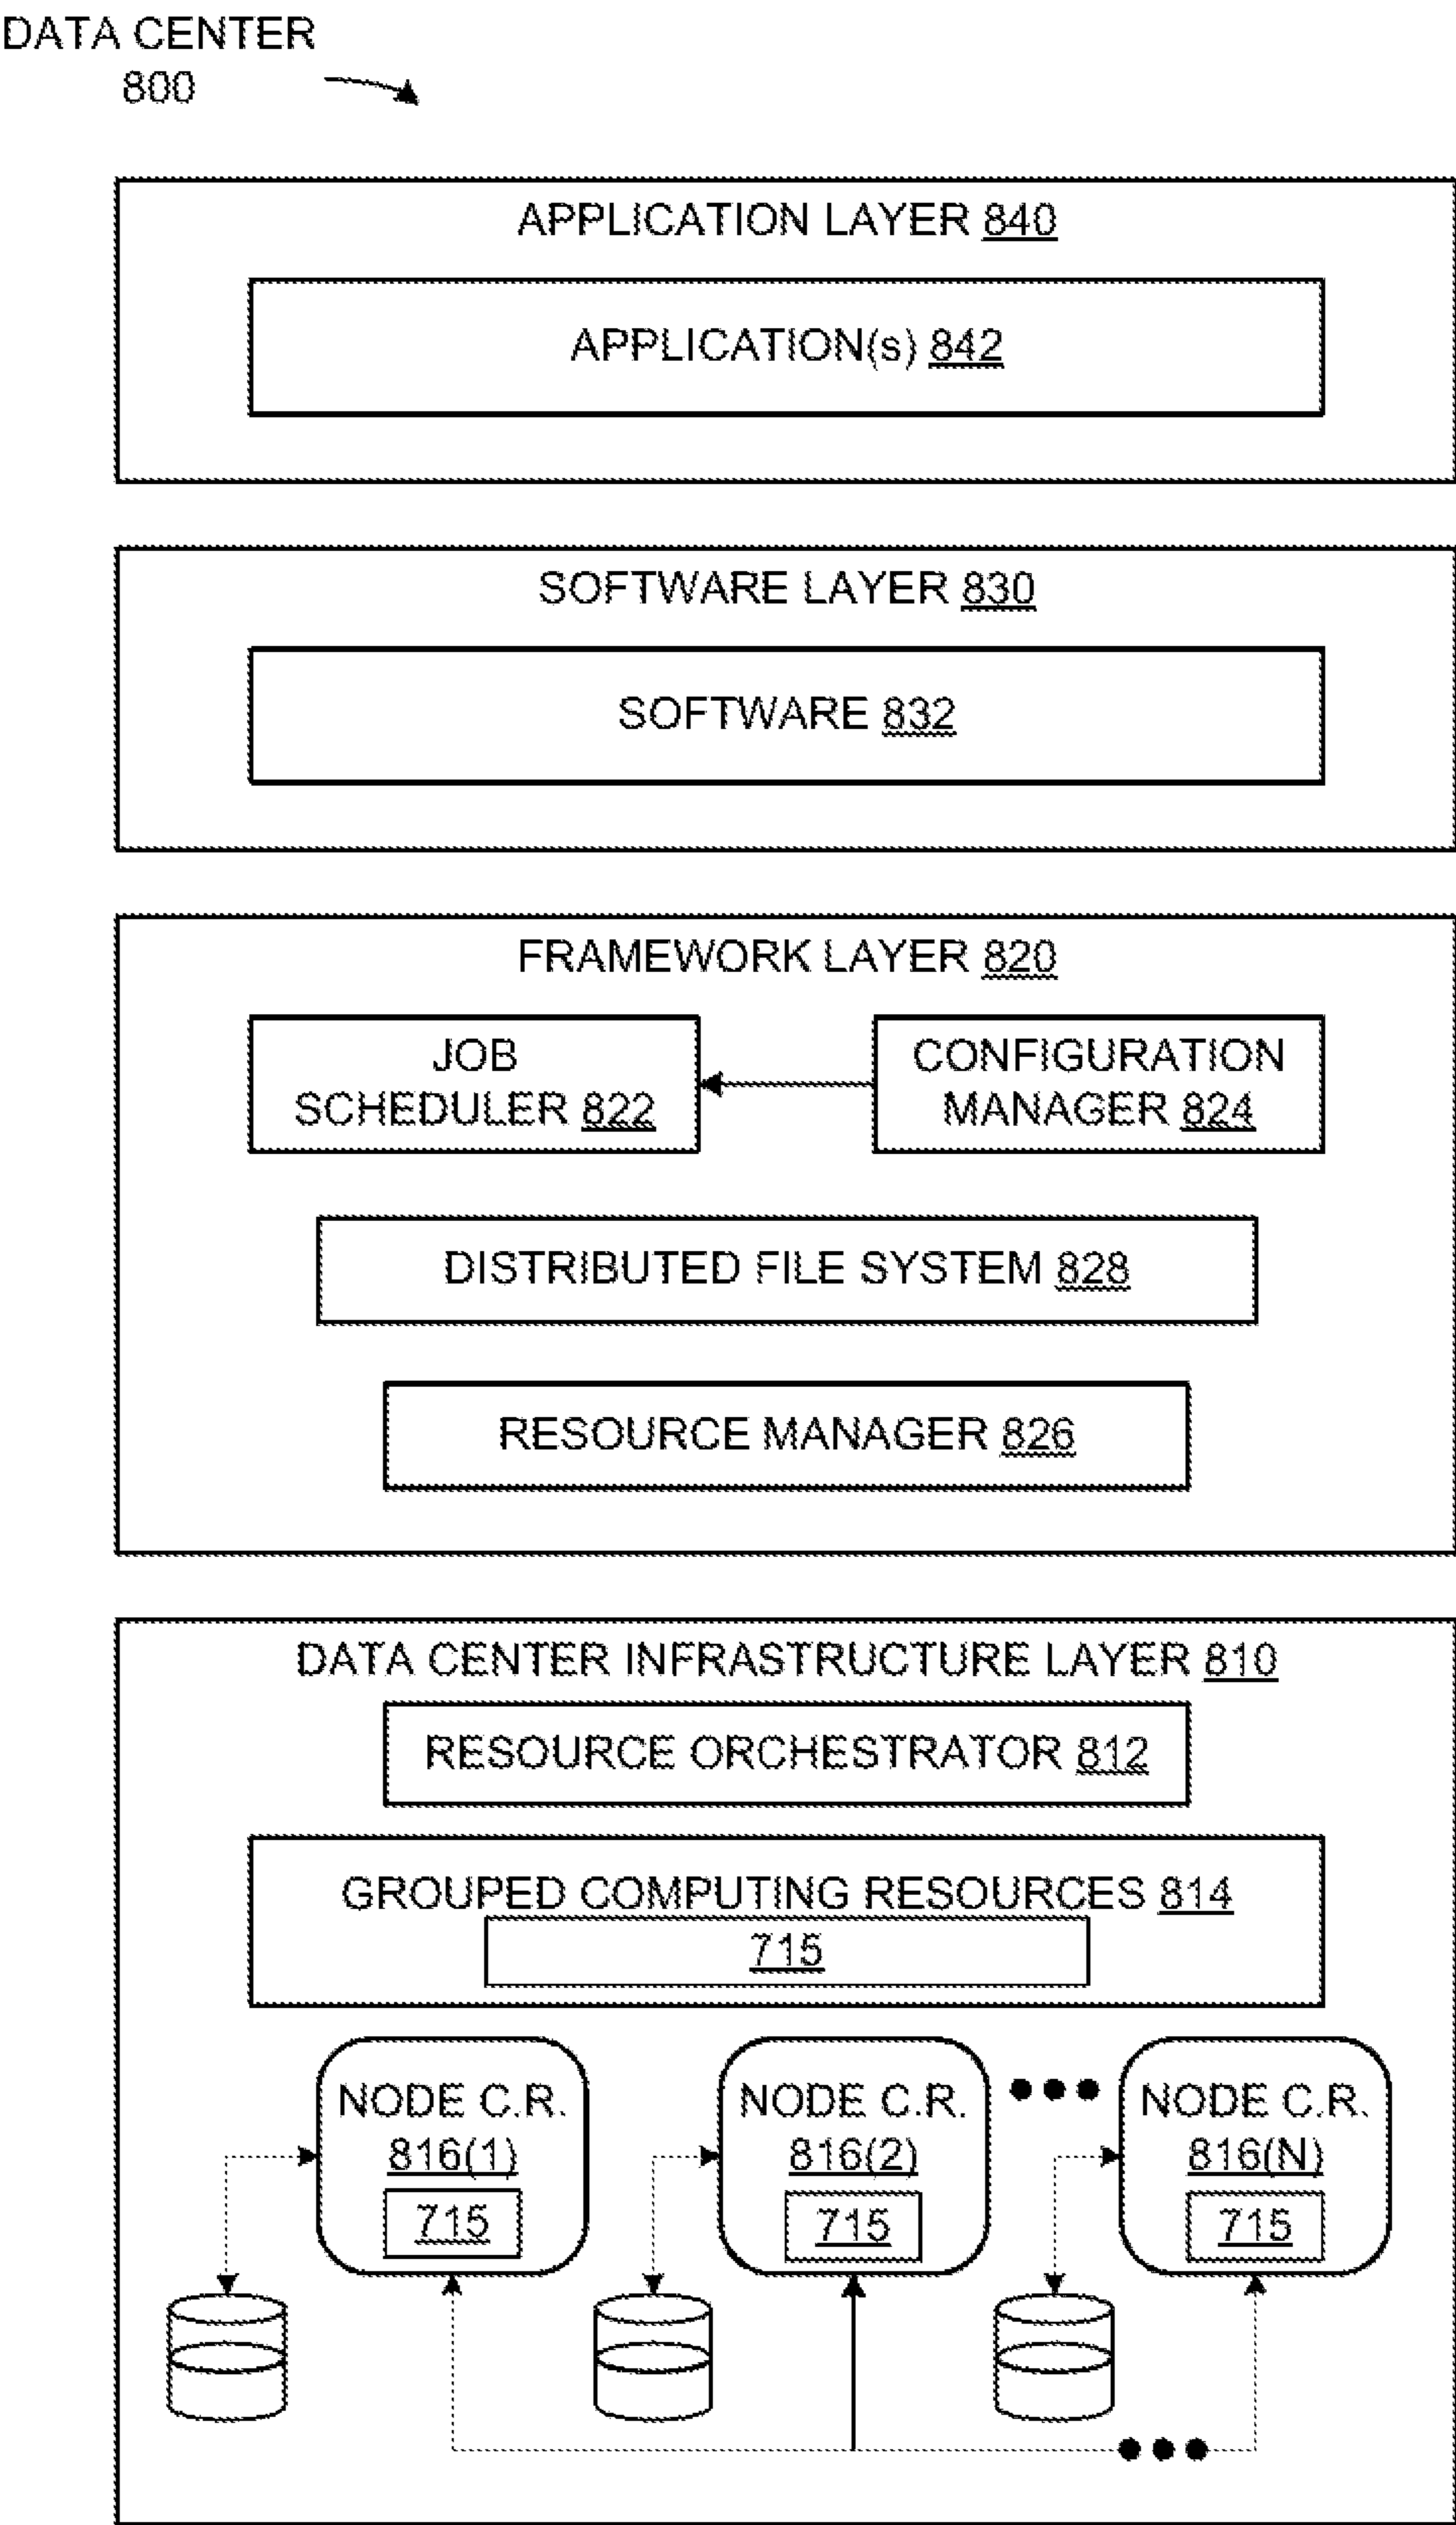 DATA CENTER
800
APPLICATION LAYER 840
APPLICATION(s) 842
SOFTWARE LAYER 830
SOFTWARE 832
FRAMEWORK LAYER 820
JOB
SCHEDULER 822
CONFIGURATION
MANAGER 824
DISTRIBUTED FILE SYSTEM 828
RESOURCE MANAGER 826
DATA CENTER INFRASTRUCTURE LAYER 810
RESOURCE ORCHESTRATOR 812
GROUPED COMPUTING RESOURCES 814
715
NODE C.R.
816(1)
715
NODE C.R.
816(2)
715
NODE C.R.
816(N)
715